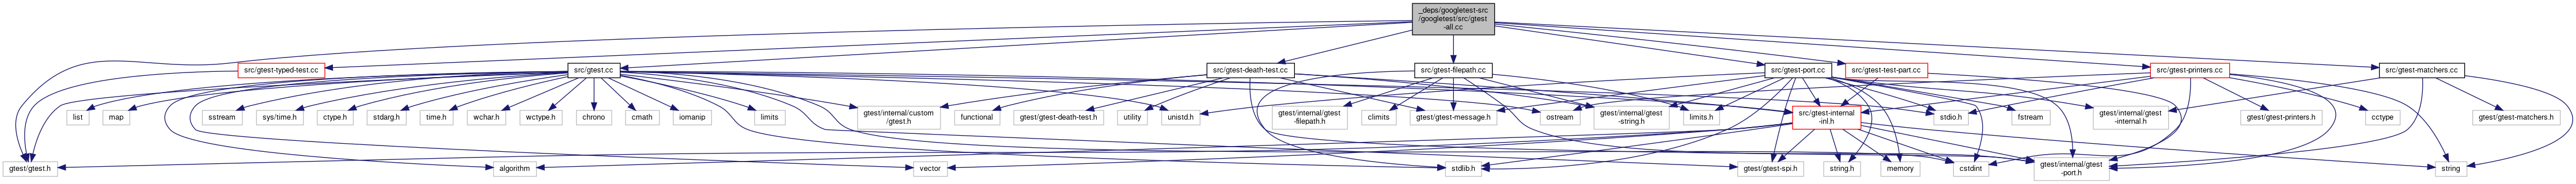 _deps/googletest-src
/googletest/src/gtest
-all.cc
src/gtest-typed-test.cc
src/gtest.cc
src/gtest-death-test.cc
src/gtest-filepath.cc
src/gtest-port.cc
src/gtest-test-part.cc
src/gtest-printers.cc
src/gtest-matchers.cc
list
map
sstream
sys/time.h
ctype.h
stdarg.h
time.h
wchar.h
wctype.h
chrono
cmath
iomanip
limits
gtest/internal/custom
/gtest.h
functional
gtest/gtest-death-test.h
utility
unistd.h
gtest/internal/gtest
-filepath.h
climits
gtest/gtest-message.h
ostream
gtest/internal/gtest
-string.h
limits.h
src/gtest-internal
-inl.h
stdio.h
fstream
gtest/internal/gtest
-internal.h
gtest/gtest-printers.h
cctype
gtest/gtest-matchers.h
gtest/gtest.h
algorithm
vector
stdlib.h
gtest/gtest-spi.h
string.h
memory
cstdint
gtest/internal/gtest
-port.h
string